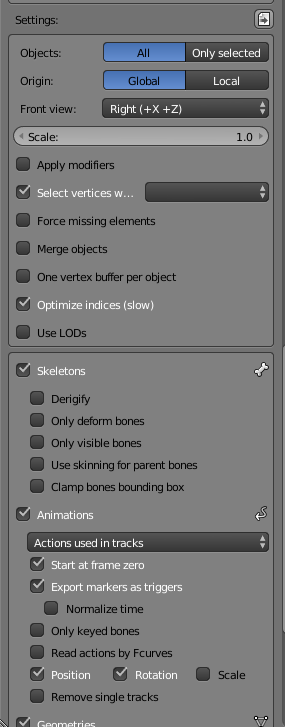 Settings:
Objects: All Only selected
Origin: Global Local
Front view: Right (+X +Z)
Scale: 1.0
Apply modifiers
Select vertices w...
Force missing elements
Merge objects
One vertex buffer per object
Optimize indices (slow)
Use LODs
Skeletons
Derigify
Only deform bones
Only visible bones
Use skinning for parent bones
Clamp bones bounding box
Animations
Actions used in tracks
Start at frame zero
Export markers as triggers
Normalize time
Only keyed bones
Read actions by Fcurves
Position Rotation Scale
Remove single tracks
Geometries